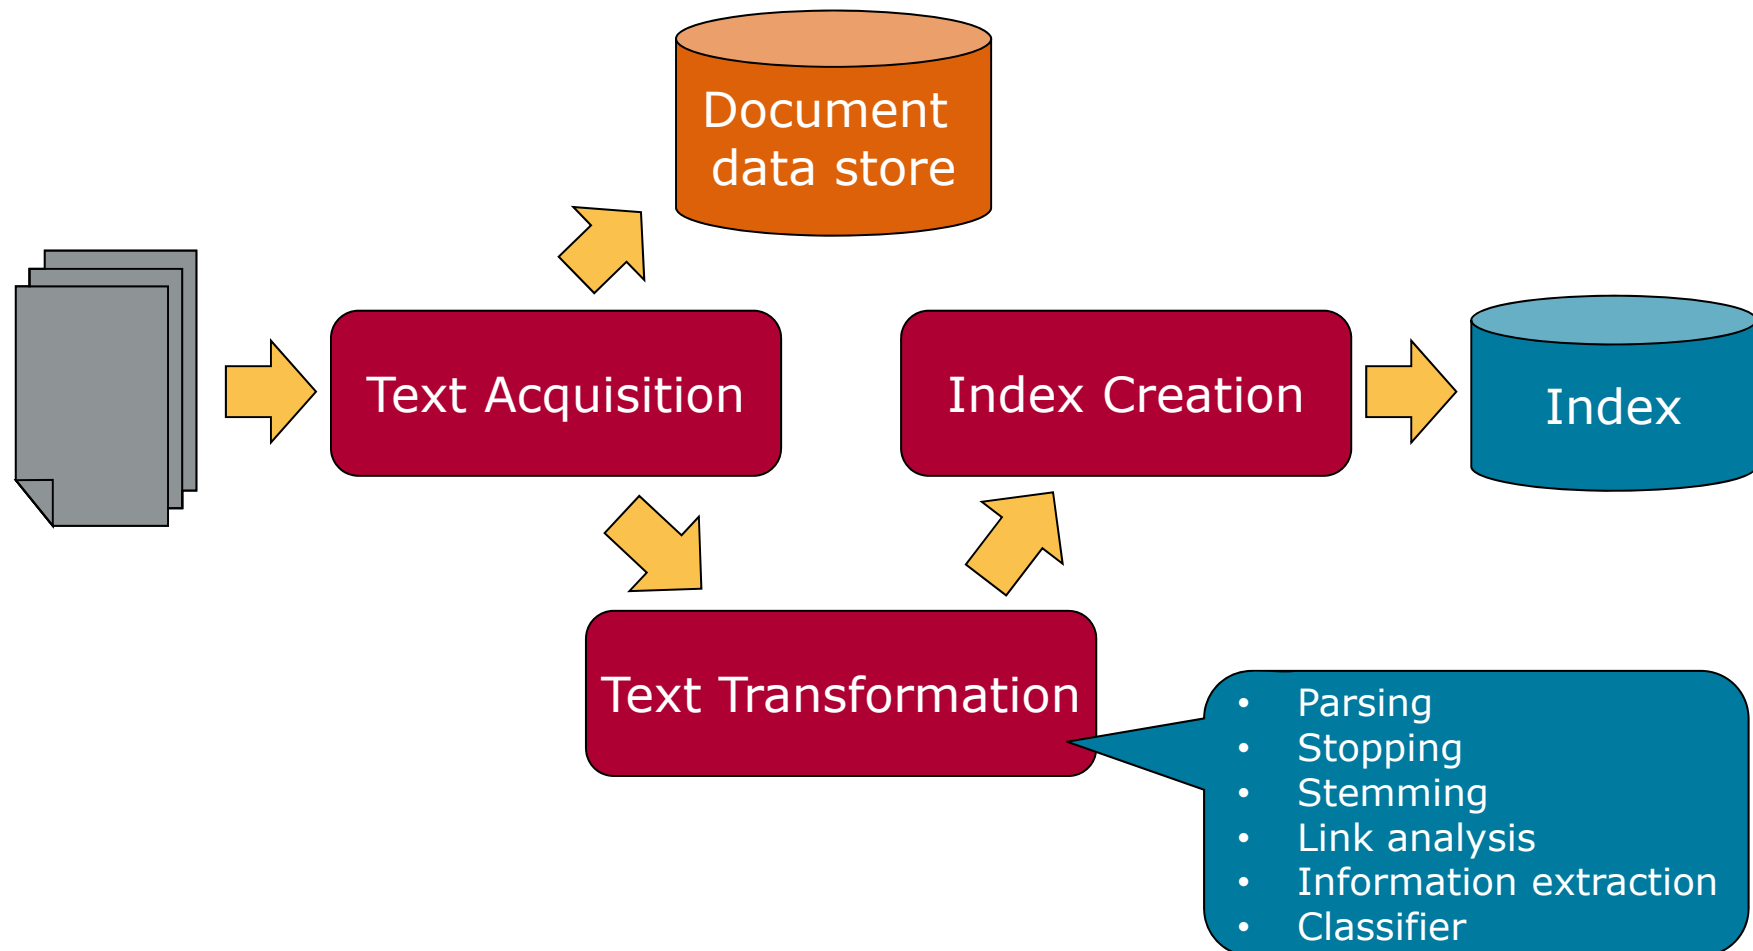 Document
data store
Text Acquisition
Index Creation
Index
Text Transformation
• Parsing
• Stopping
• Stemming
• Link analysis
• Information extraction
• Classifier